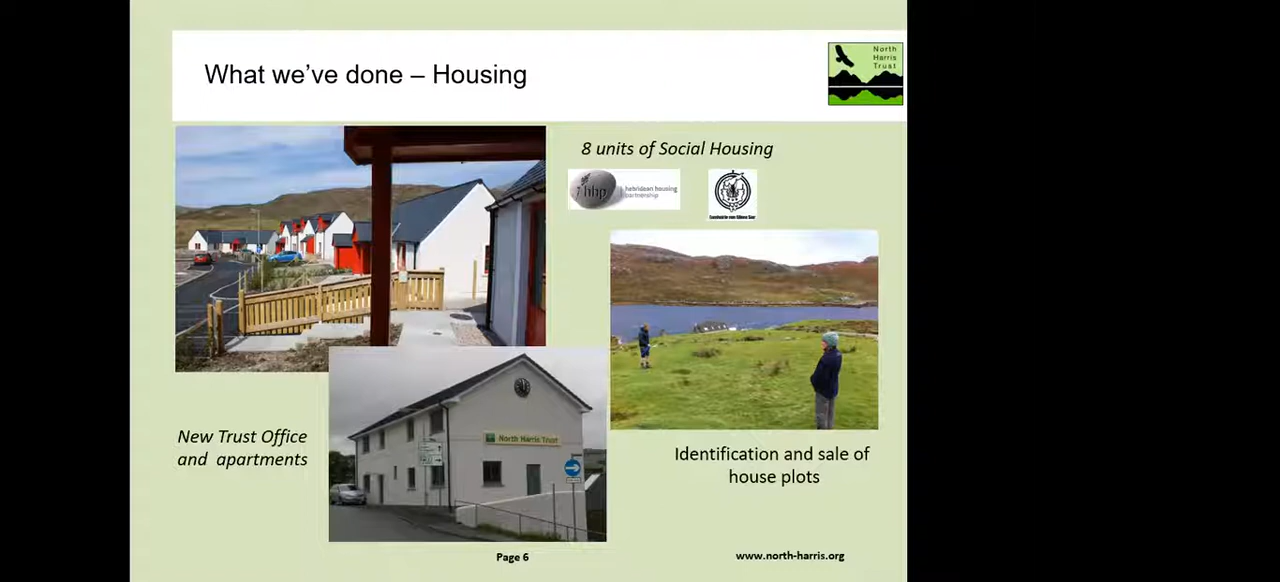 What we've done – Housing
North
Harris
Trust
8 units of Social Housing
hhp
hebridean housing
partnership
North Harris Trust
New Trust Office
and apartments
Identification and sale of
house plots
Page 6
www.north-harris.org